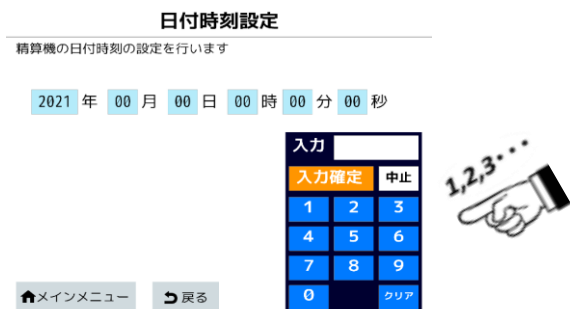 日付時刻設定
精算機の日付時刻の設定を行います
2021 年 00 月 00 日 00 時 00 分 00 秒
入力
入力確定 中止
1 2 3
1,2,3・・・
4 5 6
7 8 9
0 クリア
メインメニュー 戻る